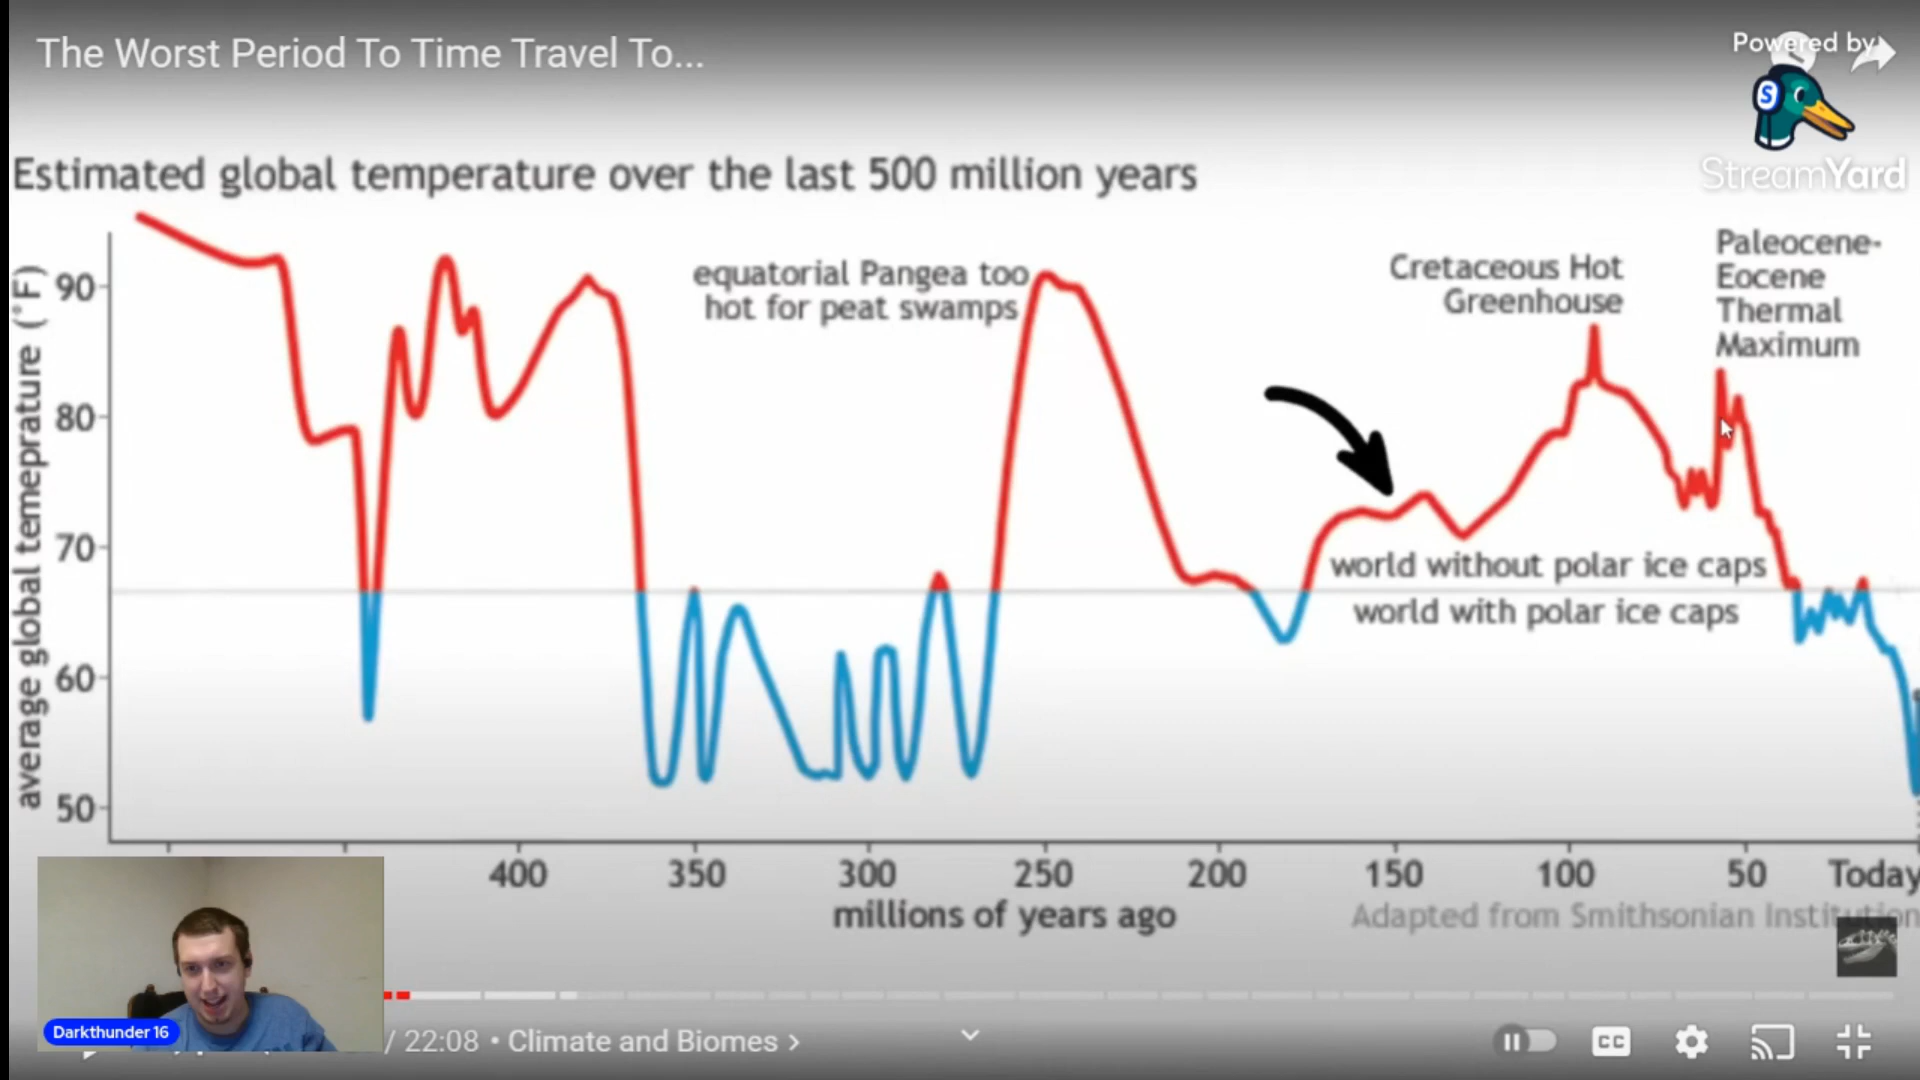 The Worst Period To Time Travel To...
Powered by
StreamYard
S
Estimated global temperature over the last 500 million years
average global temeprature (°F)
90
80
70
60
50
equatorial Pangea too
hot for peat swamps
Cretaceous Hot
Greenhouse
Paleocene-
Eocene
Thermal
Maximum
world without polar ice caps
world with polar ice caps
400
350
300
250
200
150
100
50
Today
millions of years ago
Adapted from Smithsonian Institution
Darkthunder 16
/ 22:08 • Climate and Biomes >
CC